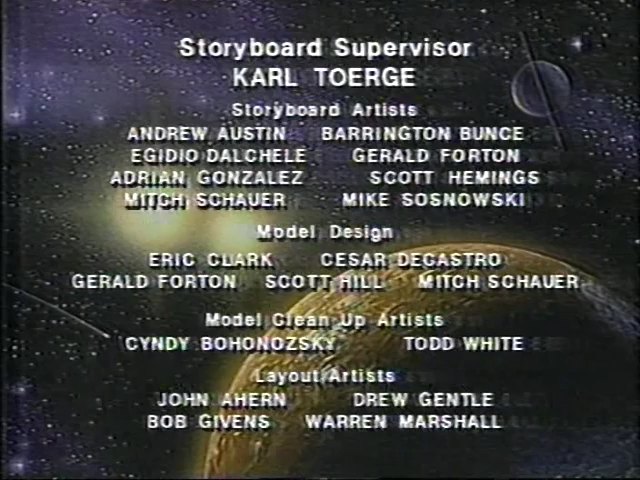 Storyboard Supervisor
KARL TOERGE
Storyboard Artists
ANDREW AUSTIN BARRINGTON BUNCE
EGIDIO DALCHELE GERALD FORTON
ADRIAN GONZALEZ SCOTT HEMINGS
MITCH SCHAUER MIKE SOSNOWSKI
Model Design
ERIC CLARK CESAR DECASTRO
GERALD FORTON SCOTT HILL MITCH SCHAUER
Model Clean Up Artists
CYNDY BOHONOZSKY TODD WHITE
Layout Artists
JOHN AHERN DREW GENTLE
BOB GIVENS WARREN MARSHALL